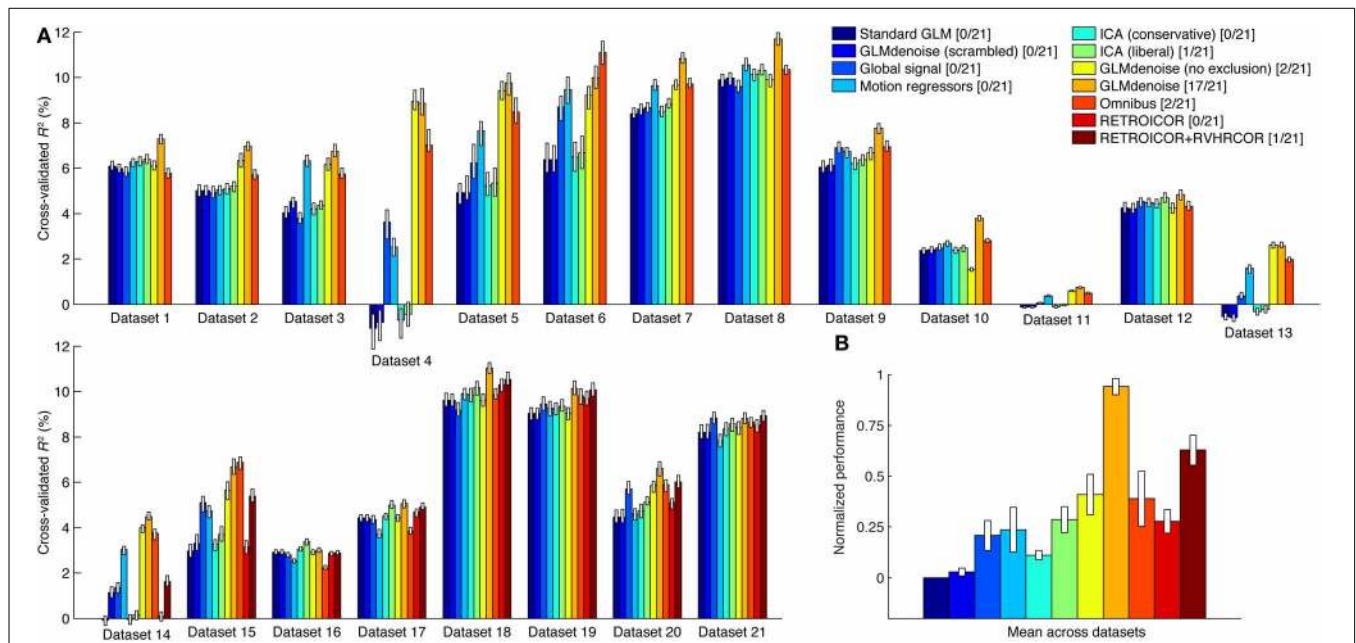 A
12
10
8
6
4
2
0
Cross-validated R² (%)
Standard GLM [0/21]
GLMdenoise (scrambled) [0/21]
Global signal [0/21]
Motion regressors [0/21]
ICA (conservative) [0/21]
ICA (liberal) [1/21]
GLMdenoise (no exclusion) [2/21]
GLMdenoise [17/21]
Omnibus [2/21]
RETROICOR [0/21]
RETROICOR+RVHRCOR [1/21]
Dataset 1
Dataset 2
Dataset 3
Dataset 4
Dataset 5
Dataset 6
Dataset 7
Dataset 8
Dataset 9
Dataset 10
Dataset 11
Dataset 12
Dataset 13
12
10
8
6
4
2
0
Cross-validated R² (%)
Dataset 14
Dataset 15
Dataset 16
Dataset 17
Dataset 18
Dataset 19
Dataset 20
Dataset 21
B
1
0.75
0.5
0.25
0
Normalized performance
Mean across datasets